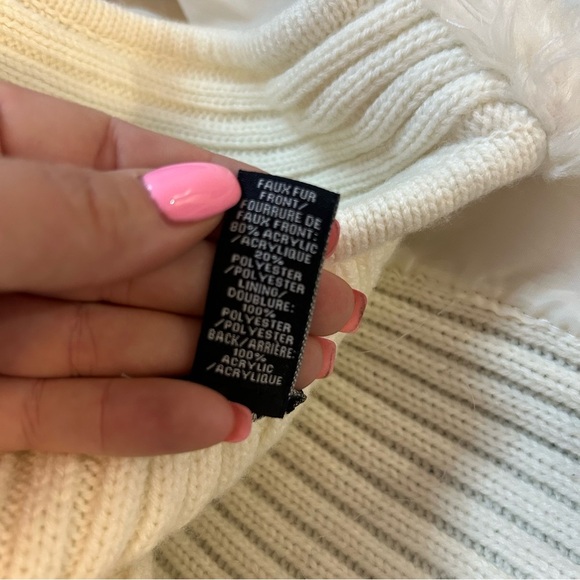 FAUX FUR
FRONT/
FOURRURE DE
FAUX FRONT:
80% ACRYLIC
/ACRYLIQUE
20%
POLYESTER
/POLYESTER
LINING/
DOUBLURE:
100%
POLYESTER
/POLYESTER
BACK/ARRIÈRE:
100%
ACRYLIC
/ACRYLIQUE